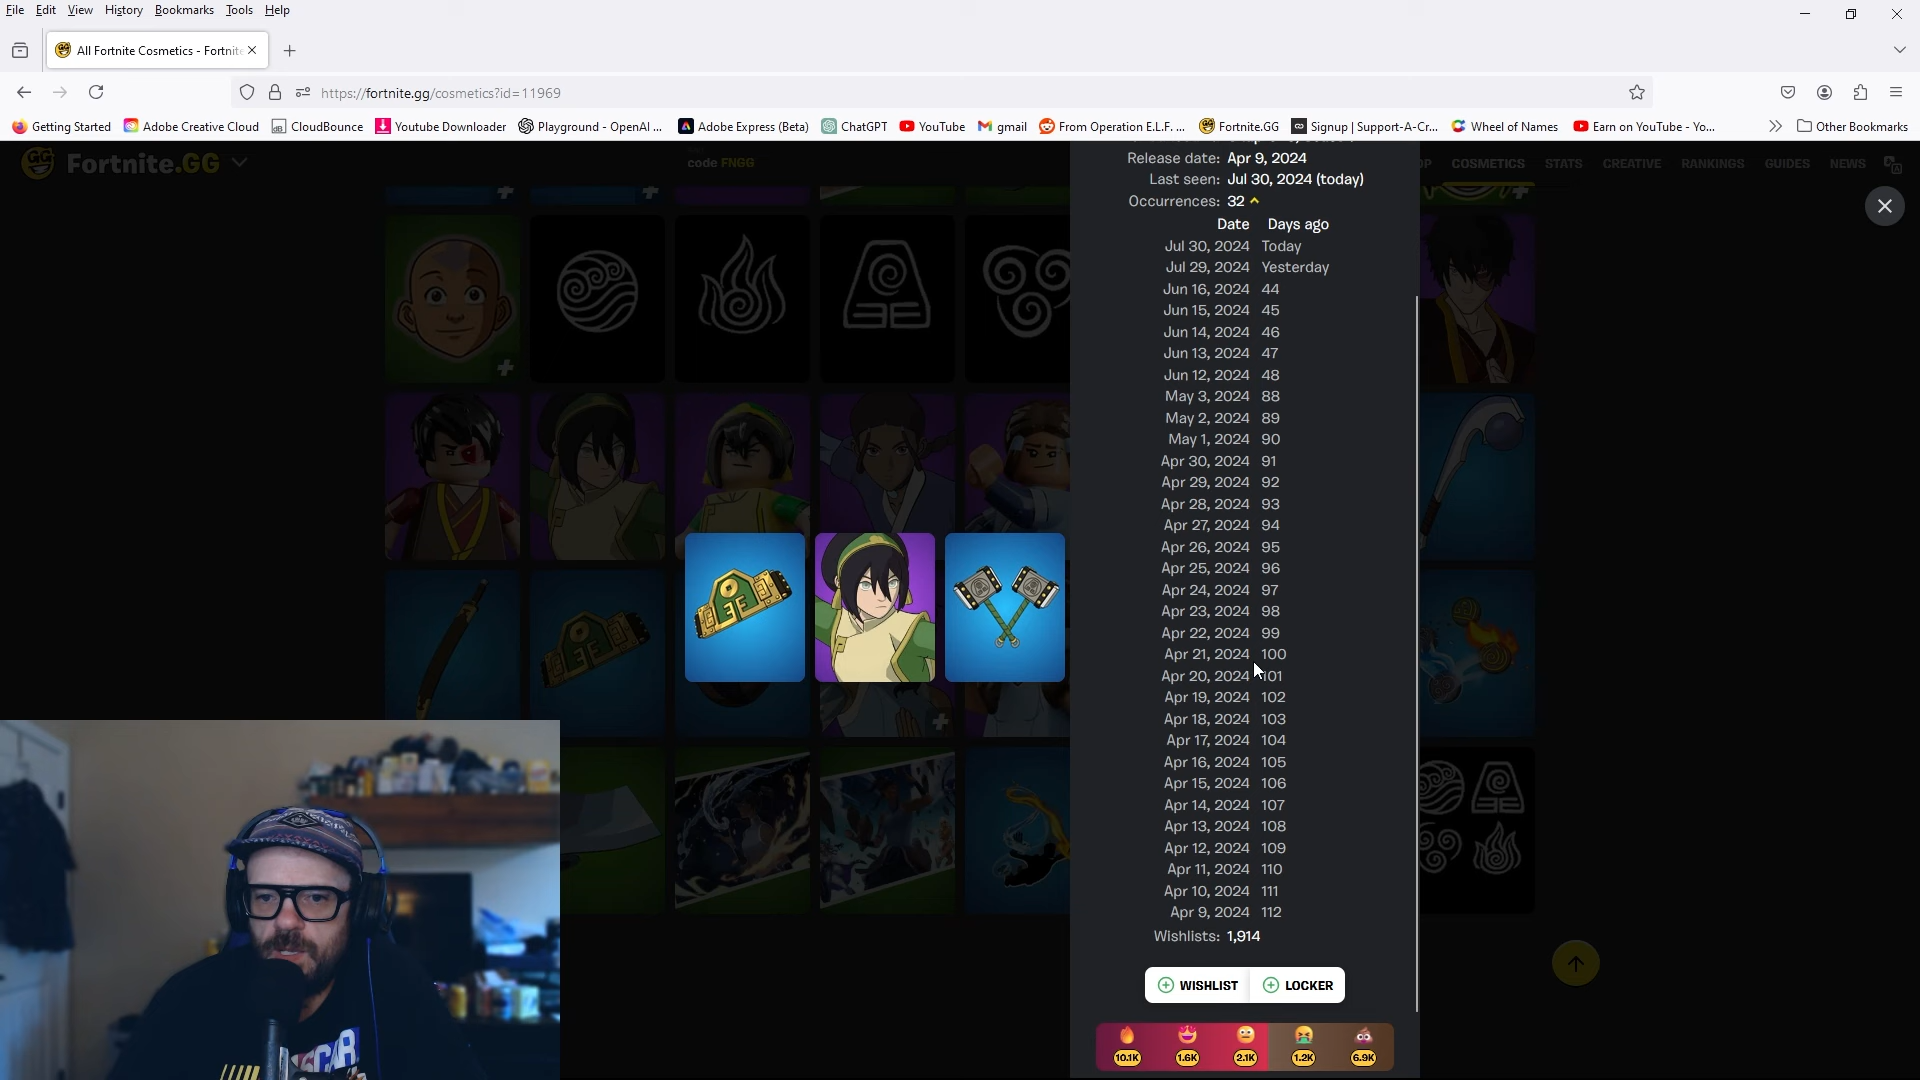 File Edit View History Bookmarks Tools Help
All Fortnite Cosmetics - Fortnite
https://fortnite.gg/cosmetics?id=11969
Getting Started Adobe Creative Cloud CloudBounce Youtube Downloader Playground - OpenAI ... Adobe Express (Beta) ChatGPT YouTube gmail From Operation E.L.F. ... Fortnite.GG Signup | Support-A-Cr... Wheel of Names Earn on YouTube - Yo... Other Bookmarks
Fortnite.GG code FNGG COSMETICS STATS CREATIVE RANKINGS GUIDES NEWS
Release date: Apr 9, 2024
Last seen: Jul 30, 2024 (today)
Occurrences: 32
Date Days ago
Jul 30, 2024 Today
Jul 29, 2024 Yesterday
Jun 16, 2024 44
Jun 15, 2024 45
Jun 14, 2024 46
Jun 13, 2024 47
Jun 12, 2024 48
May 3, 2024 88
May 2, 2024 89
May 1, 2024 90
Apr 30, 2024 91
Apr 29, 2024 92
Apr 28, 2024 93
Apr 27, 2024 94
Apr 26, 2024 95
Apr 25, 2024 96
Apr 24, 2024 97
Apr 23, 2024 98
Apr 22, 2024 99
Apr 21, 2024 100
Apr 20, 2024 101
Apr 19, 2024 102
Apr 18, 2024 103
Apr 17, 2024 104
Apr 16, 2024 105
Apr 15, 2024 106
Apr 14, 2024 107
Apr 13, 2024 108
Apr 12, 2024 109
Apr 11, 2024 110
Apr 10, 2024 111
Apr 9, 2024 112
Wishlists: 1,914
WISHLIST LOCKER
10.1K 1.6K 2.1K 1.2K 6.9K